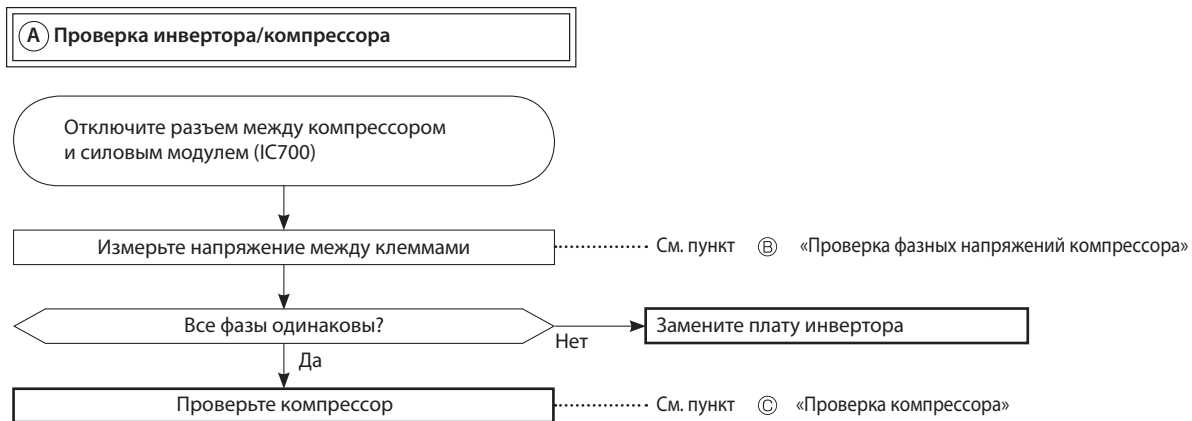 A Проверка инвертора/компрессора
Отключите разъем между компрессором
и силовым модулем (IC700)
Измерьте напряжение между клеммами
См. пункт B «Проверка фазных напряжений компрессора»
Все фазы одинаковы?
Нет
Замените плату инвертора
Да
Проверьте компрессор
См. пункт C «Проверка компрессора»